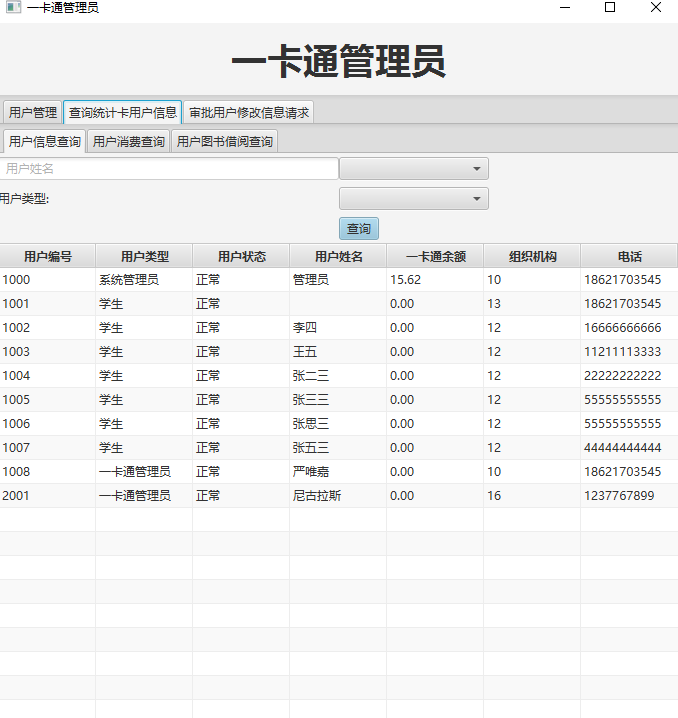 一卡通管理员
一卡通管理员
用户管理 查询统计卡用户信息 审批用户修改信息请求
用户信息查询 用户消费查询 用户图书借阅查询
用户姓名
用户类型:
查询
用户编号 用户类型 用户状态 用户姓名 一卡通余额 组织机构 电话
1000 系统管理员 正常 管理员 15.62 10 18621703545
1001 学生 正常 0.00 13 18621703545
1002 学生 正常 李四 0.00 12 16666666666
1003 学生 正常 王五 0.00 12 11211113333
1004 学生 正常 张二三 0.00 12 22222222222
1005 学生 正常 张三三 0.00 12 55555555555
1006 学生 正常 张思三 0.00 12 55555555555
1007 学生 正常 张五三 0.00 12 44444444444
1008 一卡通管理员 正常 严唯嘉 0.00 10 18621703545
2001 一卡通管理员 正常 尼古拉斯 0.00 16 1237767899